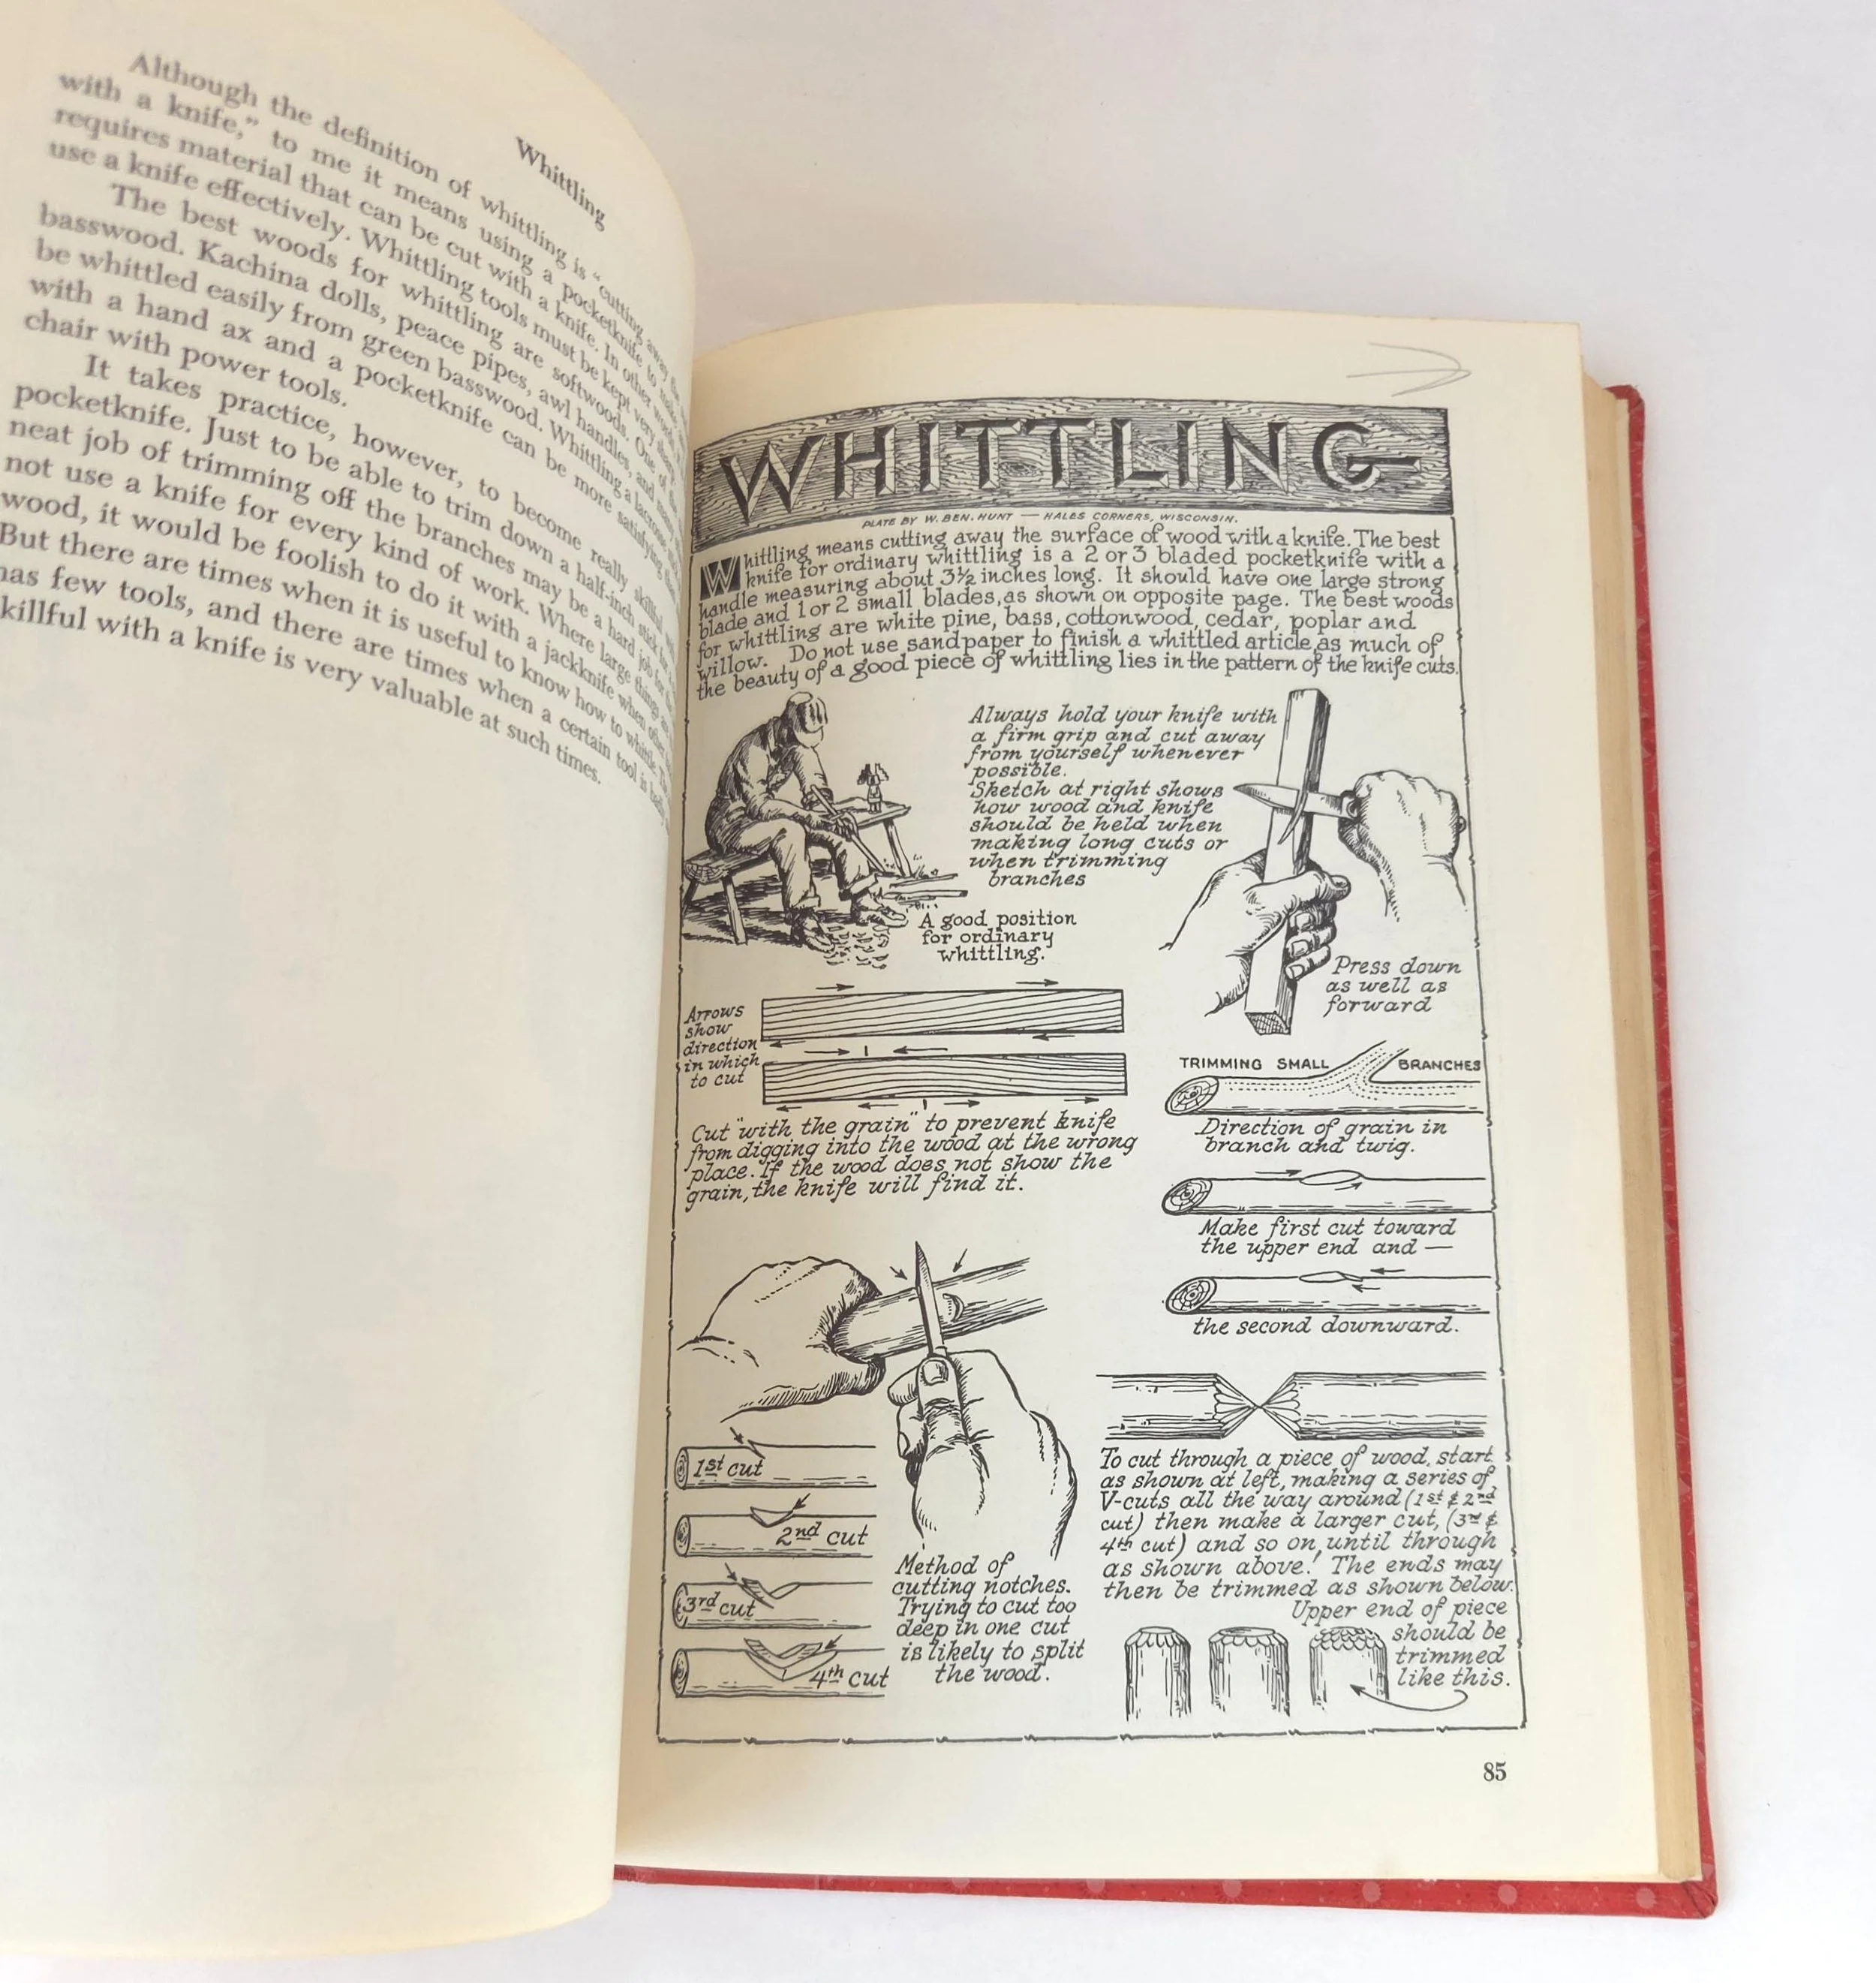 Whittling
Although the definition of whittling is "cutting away
with a knife," to me it means using a pocketknife to make
requires material that can be cut with a knife. In other words,
use a knife effectively. Whittling tools must be kept very sharp.
The best woods for whittling are softwoods. One of
basswood. Kachina dolls, peace pipes, awl handles, and many
be whittled easily from green basswood. Whittling a lacrosse
with a hand ax and a pocketknife can be more satisfying than
chair with power tools.
It takes practice, however, to become really skillful
pocketknife. Just to be able to trim down a half-inch stick for a
neat job of trimming off the branches may be a hard job for
not use a knife for every kind of work. Where large things are
wood, it would be foolish to do it with a jackknife when other
But there are times when it is useful to know how to whittle.
has few tools, and there are times when a certain tool is badly
killful with a knife is very valuable at such times.
WHITTLING
PLATE BY W. BEN. HUNT — HALES CORNERS, WISCONSIN.
Whittling means cutting away the surface of wood with a knife. The best
knife for ordinary whittling is a 2 or 3 bladed pocketknife with a
handle measuring about 3½ inches long. It should have one large strong
blade and 1 or 2 small blades, as shown on opposite page. The best woods
for whittling are white pine, bass, cottonwood, cedar, poplar and
willow. Do not use sandpaper to finish a whittled article, as much of
the beauty of a good piece of whittling lies in the pattern of the knife cuts.
Always hold your knife with
a firm grip and cut away
from yourself whenever
possible.
Sketch at right shows
how wood and knife
should be held when
making long cuts or
when trimming
branches
A good position
for ordinary
whittling.
Press down
as well as
forward
Arrows
show
direction
in which
to cut
Cut "with the grain" to prevent knife
from digging into the wood at the wrong
place. If the wood does not show the
grain, the knife will find it.
TRIMMING SMALL BRANCHES
Direction of grain in
branch and twig.
Make first cut toward
the upper end and —
the second downward.
1st cut
2nd cut
3rd cut
4th cut
Method of
cutting notches.
Trying to cut too
deep in one cut
is likely to split
the wood.
To cut through a piece of wood, start
as shown at left, making a series of
V-cuts all the way around (1st & 2nd
cut) then make a larger cut, (3rd &
4th cut) and so on, until through
as shown above! The ends may
then be trimmed as shown below.
Upper end of piece
should be
trimmed
like this.
85